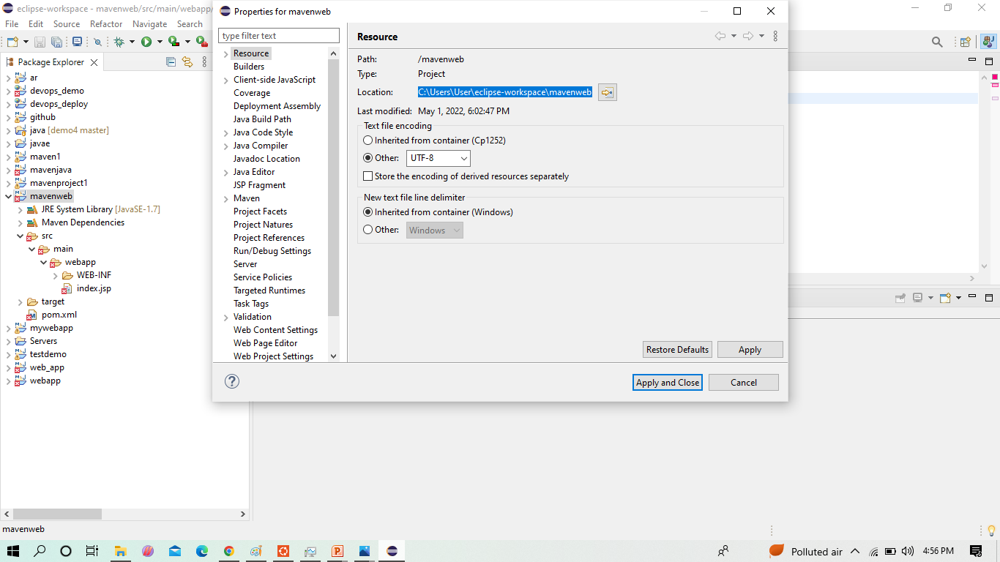 eclipse-workspace - mavenweb/src/main/webapp/
File Edit Source Refactor Navigate Search
Package Explorer
ar
devops_demo
devops_deploy
github
java [demo4 master]
javae
maven1
mavenjava
mavenproject1
mavenweb
JRE System Library [JavaSE-1.7]
Maven Dependencies
src
main
webapp
WEB-INF
index.jsp
target
pom.xml
mywebapp
Servers
testdemo
web_app
webapp
mavenweb
Properties for mavenweb
type filter text
Resource
Builders
Client-side JavaScript
Coverage
Deployment Assembly
Java Build Path
Java Code Style
Java Compiler
Javadoc Location
Java Editor
JSP Fragment
Maven
Project Facets
Project Natures
Project References
Run/Debug Settings
Server
Service Policies
Targeted Runtimes
Task Tags
Validation
Web Content Settings
Web Page Editor
Web Project Settings
Resource
Path: /mavenweb
Type: Project
Location: C:\Users\User\eclipse-workspace\mavenweb
Last modified: May 1, 2022, 6:02:47 PM
Text file encoding
Inherited from container (Cp1252)
Other: UTF-8
Store the encoding of derived resources separately
New text file line delimiter
Inherited from container (Windows)
Other: Windows
Restore Defaults Apply
Apply and Close Cancel
Polluted air 4:56 PM